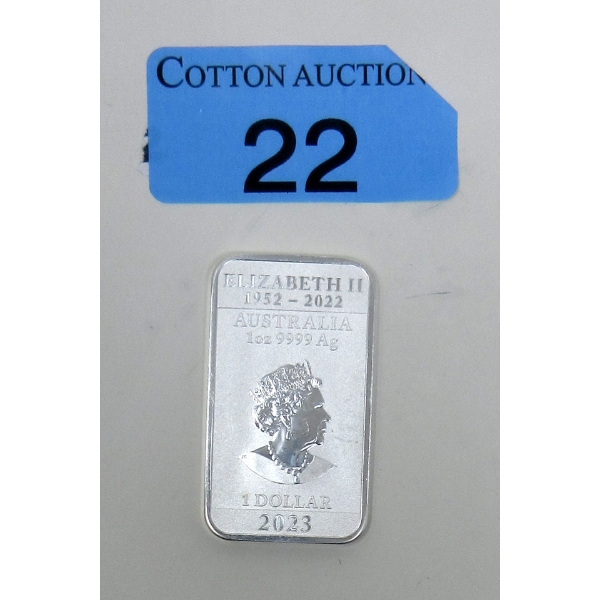 COTTON AUCTION
22
ELIZABETH II
1952 – 2022
AUSTRALIA
1oz 9999 Ag
1 DOLLAR
2023